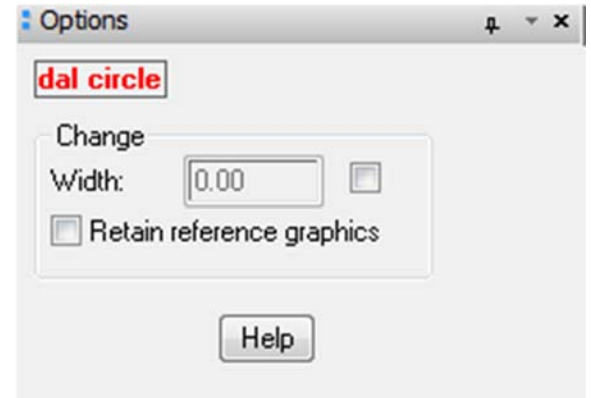 Options
dal circle
Change
Width: 0.00
Retain reference graphics
Help